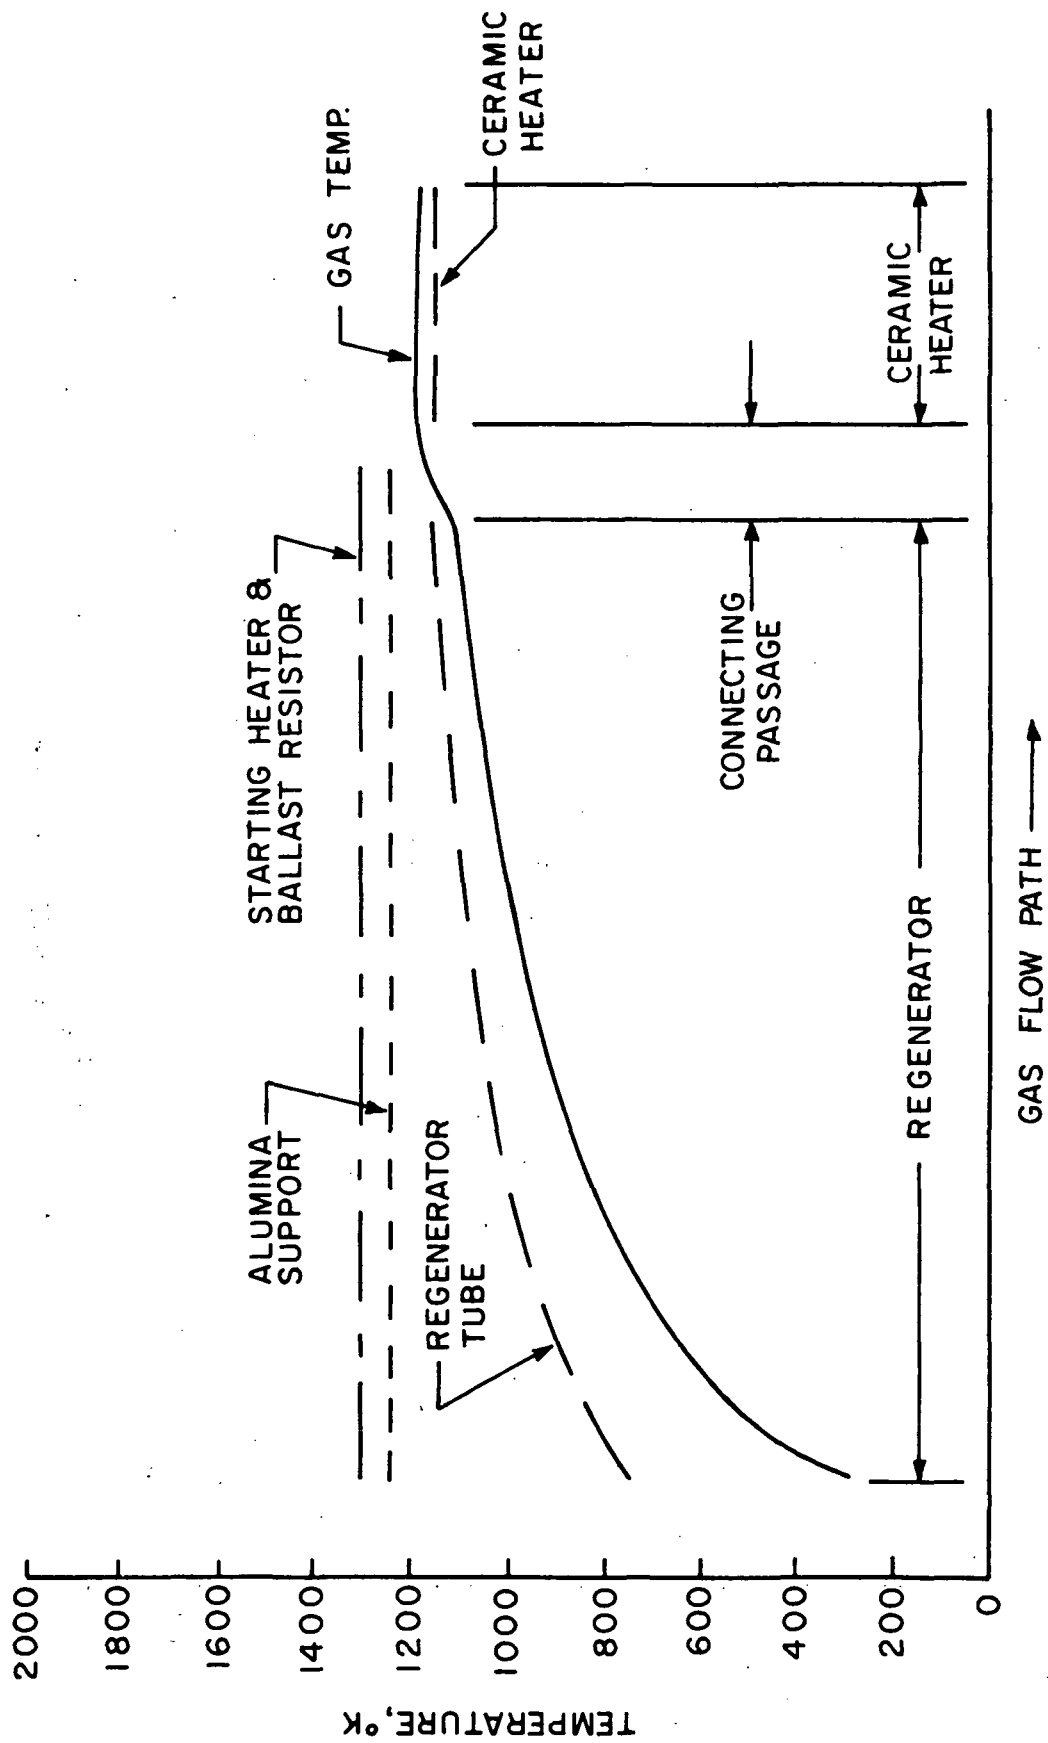 TEMPERATURE, °K
2000
1800
1600
1400
1200
1000
800
600
400
200
0
STARTING HEATER &
BALLAST RESISTOR
ALUMINA
SUPPORT
REGENERATOR
TUBE
GAS TEMP.
CERAMIC
HEATER
CONNECTING
PASSAGE
REGENERATOR
CERAMIC
HEATER
GAS FLOW PATH